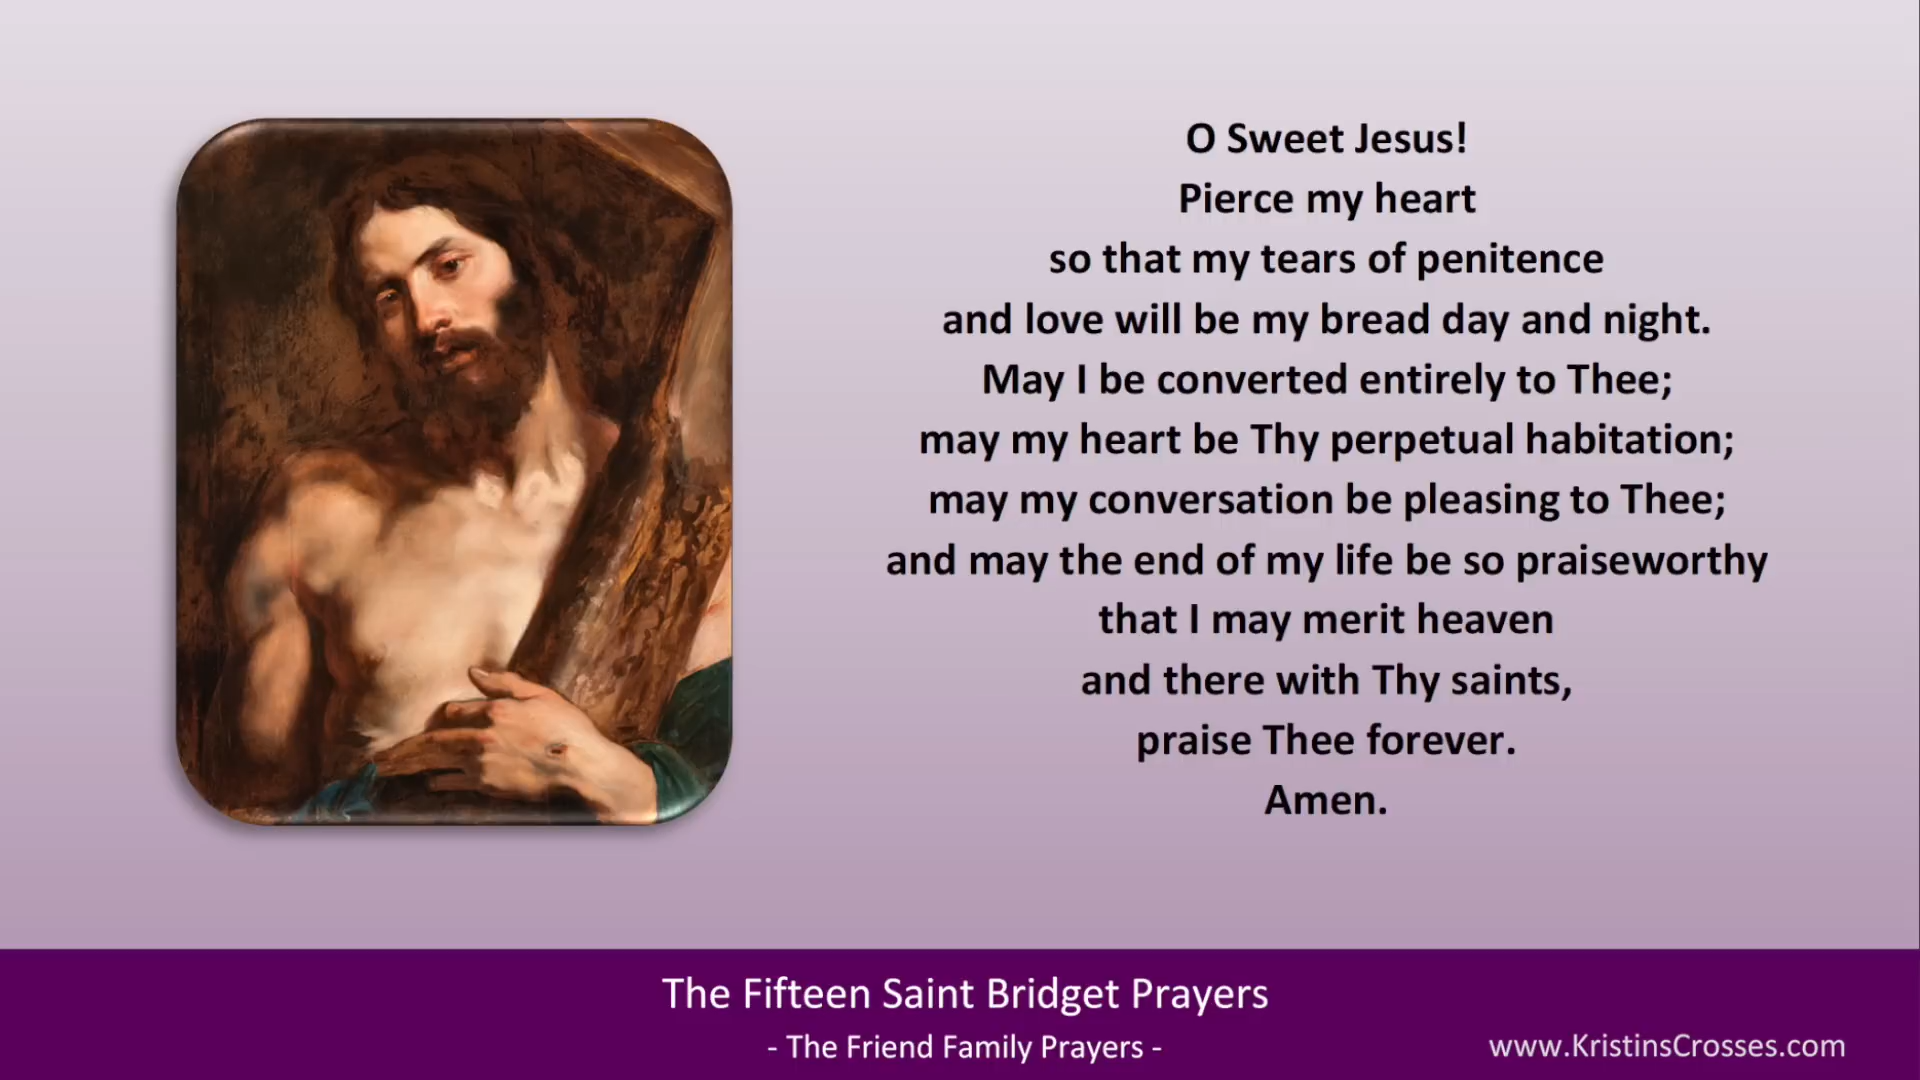 O Sweet Jesus!
Pierce my heart
so that my tears of penitence
and love will be my bread day and night.
May I be converted entirely to Thee;
may my heart be Thy perpetual habitation;
may my conversation be pleasing to Thee;
and may the end of my life be so praiseworthy
that I may merit heaven
and there with Thy saints,
praise Thee forever.
Amen.
The Fifteen Saint Bridget Prayers
- The Friend Family Prayers -
www.KristinsCrosses.com